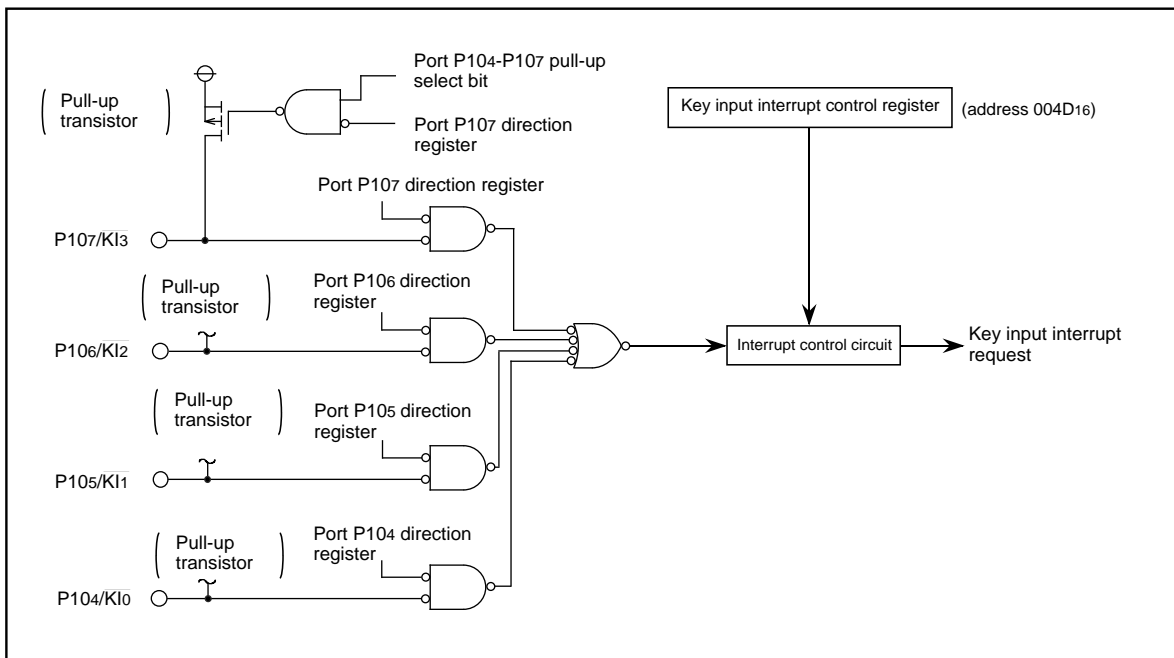 Port P104-P107 pull-up
select bit
Pull-up
transistor
Port P107 direction
register
Key input interrupt control register
(address 004D16)
Port P107 direction register
P107/KI3
Pull-up
transistor
Port P106 direction
register
P106/KI2
Interrupt control circuit
Key input interrupt
request
Pull-up
transistor
Port P105 direction
register
P105/KI1
Pull-up
transistor
Port P104 direction
register
P104/KI0